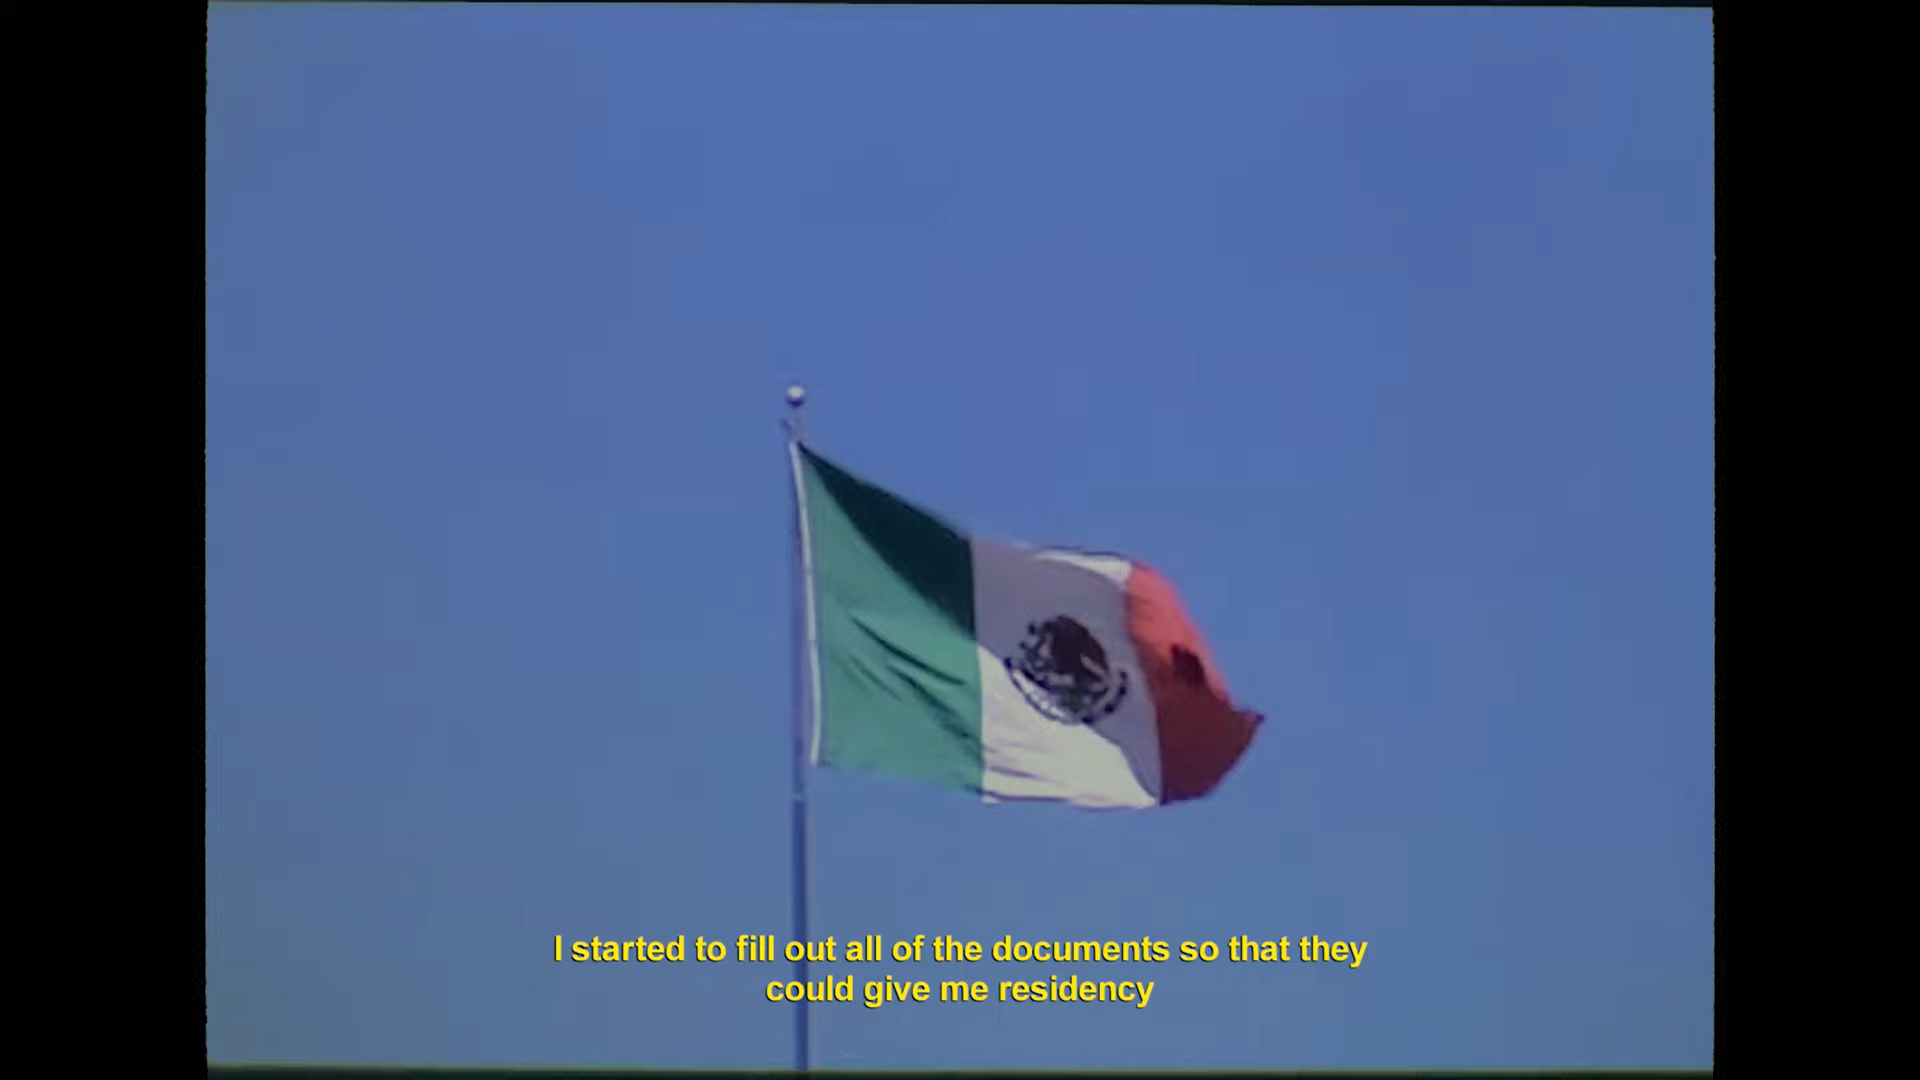 I started to fill out all of the documents so that they
could give me residency